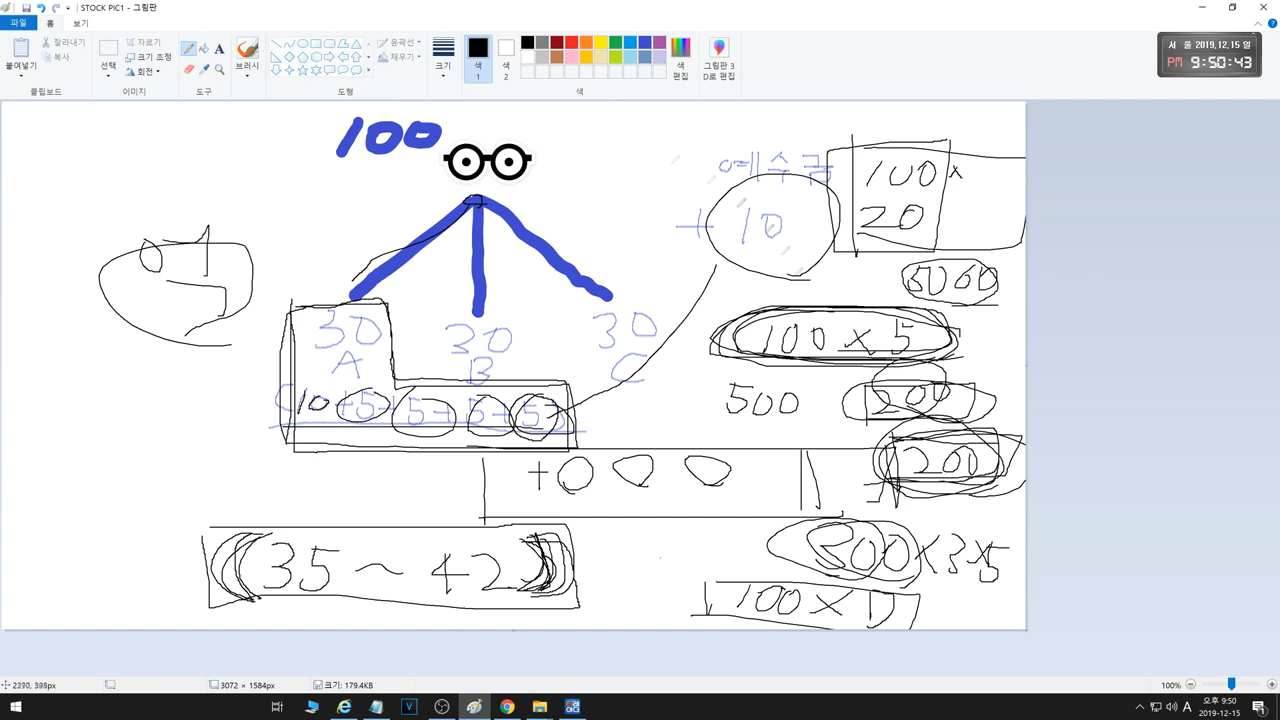 STOCK PIC1 - 그림판
파일
홈
보기
붙여넣기
잘라내기
복사
클립보드
선택
자르기
크기 조정
회전
이미지
A
도구
브러시
윤곽선
채우기
도형
크기
색
1
색
2
색
편집
색
그림판 3
D로 편집
서 울 2019.12.15 일
PM 9:50:43
100
예수금
100 x
20
+ 10
30
30
30
A
B
C
10 + 5 + 5 + 5 + 5
100 x 5
500
200
200
+
35 ~ 42
300 x 3 x 5
3072 × 1584px
크기: 179.4KB
100%
V
A
오후 9:50
2019-12-15